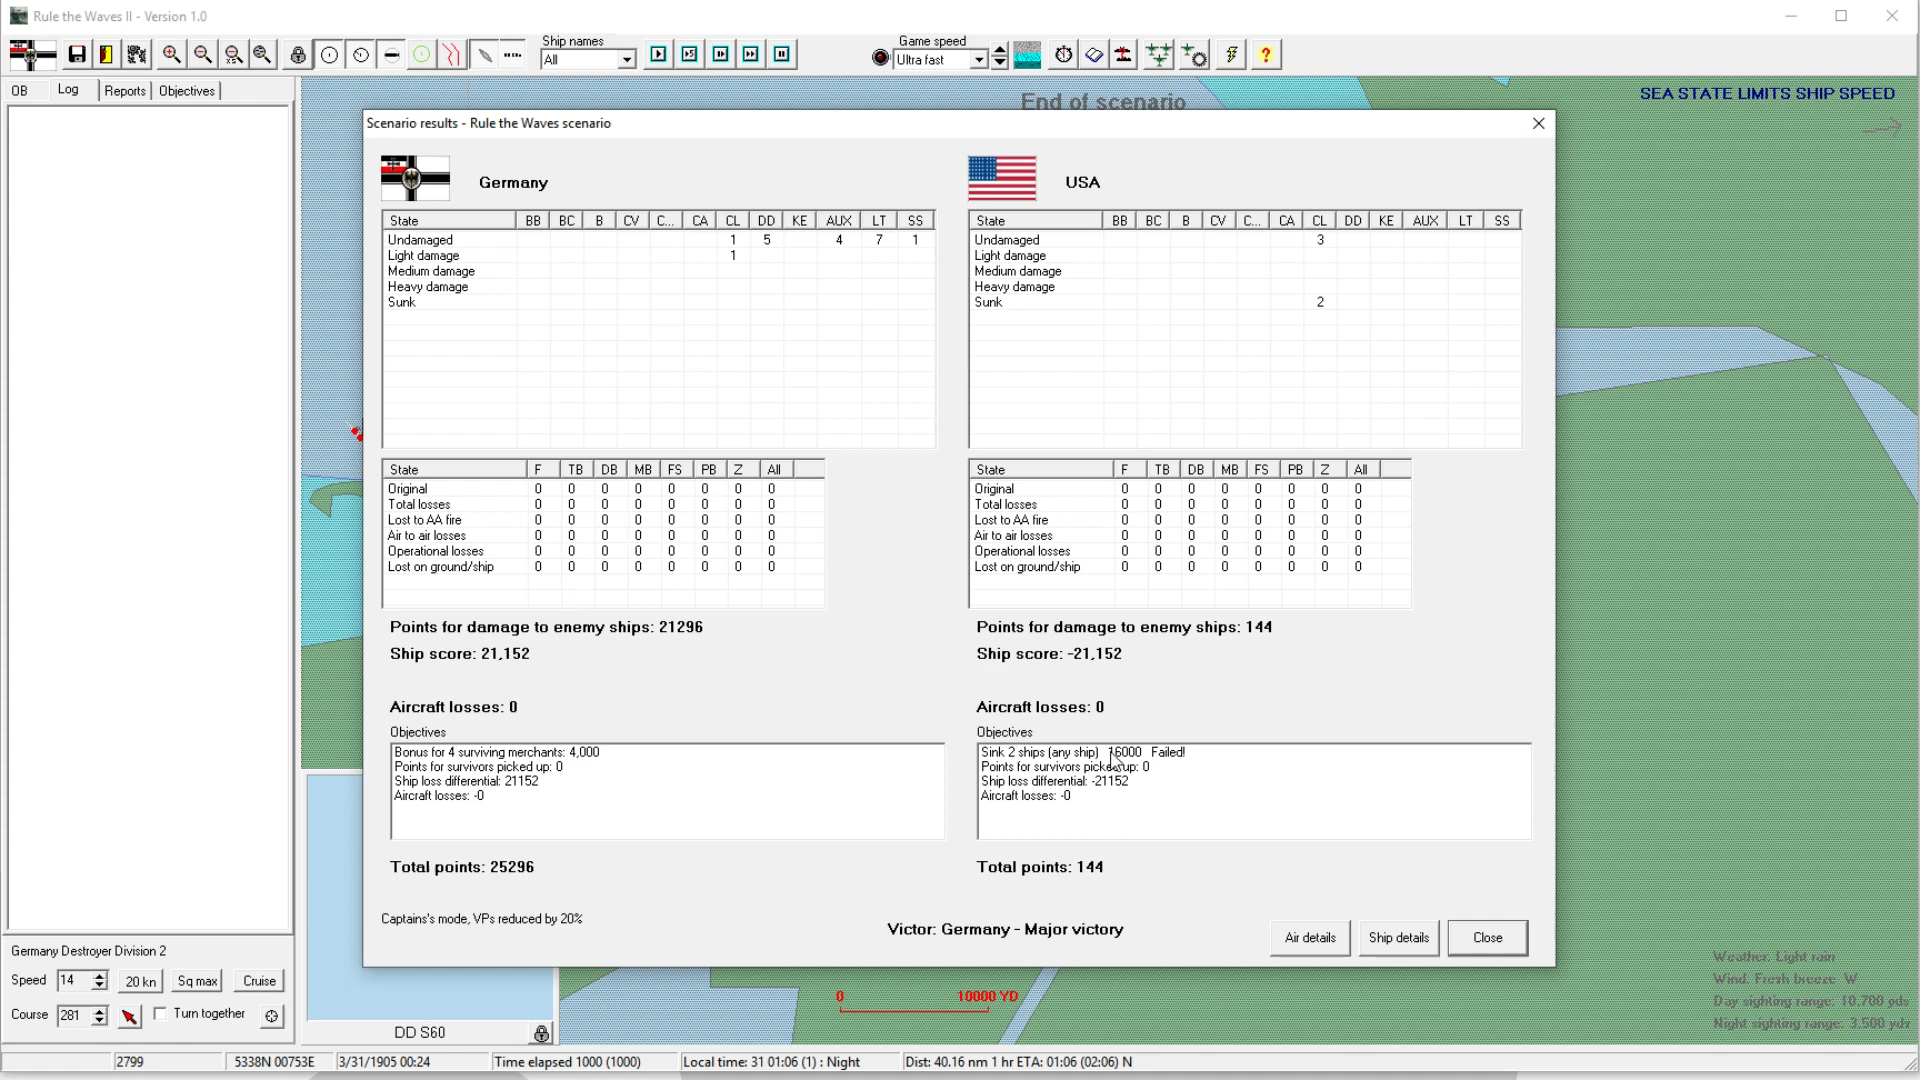 Rule the Waves II - Version 1.0
Ship names
All
Game speed
Ultra fast
OB Log Reports Objectives
End of scenario
SEA STATE LIMITS SHIP SPEED
Scenario results - Rule the Waves scenario
Germany
State BB BC B CV C... CA CL DD KE AUX LT SS
Undamaged 1 5 4 7 1
Light damage 1
Medium damage
Heavy damage
Sunk
USA
State BB BC B CV C... CA CL DD KE AUX LT SS
Undamaged 3
Light damage
Medium damage
Heavy damage
Sunk 2
State F TB DB MB FS PB Z All
Original 0 0 0 0 0 0 0 0
Total losses 0 0 0 0 0 0 0 0
Lost to AA fire 0 0 0 0 0 0 0 0
Air to air losses 0 0 0 0 0 0 0 0
Operational losses 0 0 0 0 0 0 0 0
Lost on ground/ship 0 0 0 0 0 0 0 0
State F TB DB MB FS PB Z All
Original 0 0 0 0 0 0 0 0
Total losses 0 0 0 0 0 0 0 0
Lost to AA fire 0 0 0 0 0 0 0 0
Air to air losses 0 0 0 0 0 0 0 0
Operational losses 0 0 0 0 0 0 0 0
Lost on ground/ship 0 0 0 0 0 0 0 0
Points for damage to enemy ships: 21296
Ship score: 21,152
Aircraft losses: 0
Objectives
Bonus for 4 surviving merchants: 4,000
Points for survivors picked up: 0
Ship loss differential: 21152
Aircraft losses: -0
Total points: 25296
Points for damage to enemy ships: 144
Ship score: -21,152
Aircraft losses: 0
Objectives
Sink 2 ships (any ship) 16000 Failed!
Points for survivors picked up: 0
Ship loss differential: -21152
Aircraft losses: -0
Total points: 144
Captains's mode, VPs reduced by 20%
Victor: Germany - Major victory
Air details Ship details Close
Germany Destroyer Division 2
Speed 14 20 kn Sq max Cruise
Course 281 Turn together
DD S60
0 10000 YD
Weather: Light rain
Wind: Fresh breeze W
Day sighting range: 10,700 yds
Night sighting range: 3,500 yds
2799 5338N 00753E 3/31/1905 00:24 Time elapsed 1000 (1000) Local time: 31 01:06 (1) : Night Dist: 40.16 nm 1 hr ETA: 01:06 (02:06) N